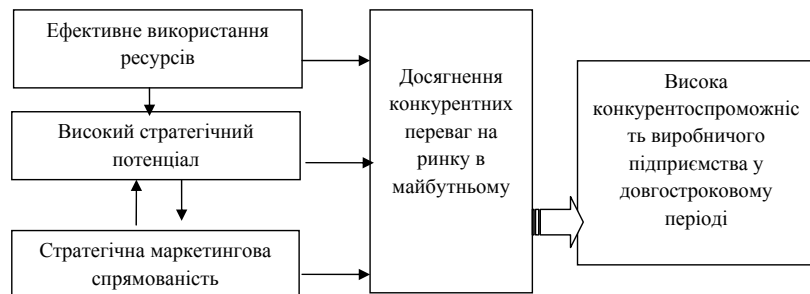 Ефективне використання
ресурсів
Високий стратегічний
потенціал
Стратегічна маркетингова
спрямованість
Досягнення
конкурентних
переваг на
ринку в
майбутньому
Висока
конкурентоспроможніс
ть виробничого
підприємства у
довгостроковому
періоді